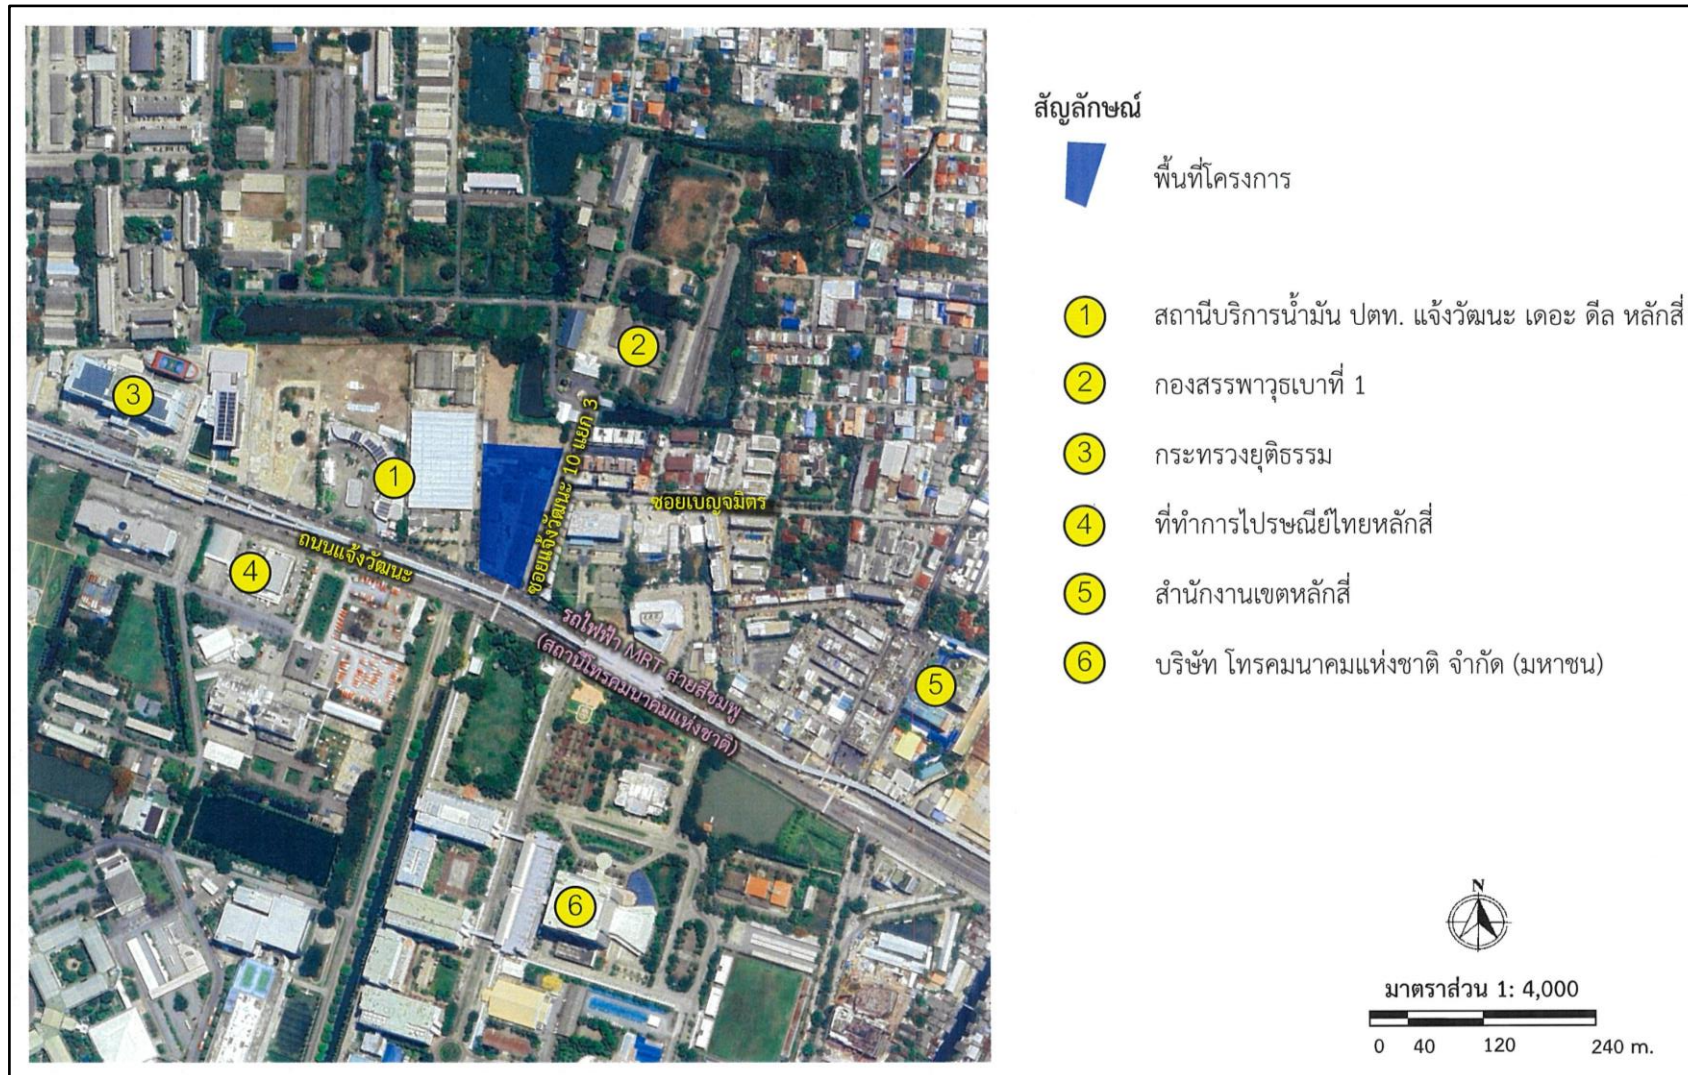 สัญลักษณ์
พื้นที่โครงการ
1 สถานีบริการน้ำมัน ปตท. แจ้งวัฒนะ เดอะ ดีล หลักสี่
2 กองสรรพาวุธเบาที่ 1
3 กระทรวงยุติธรรม
4 ที่ทำการไปรษณีย์ไทยหลักสี่
5 สำนักงานเขตหลักสี่
6 บริษัท โทรคมนาคมแห่งชาติ จำกัด (มหาชน)
2
3
1
ซอยแจ้งวัฒนะ 10 แยก 3
ซอยเบญจมิตร
ถนนแจ้งวัฒนะ
4
รถไฟฟ้า MRT สายสีชมพู
(สถานีโทรคมนาคมแห่งชาติ)
5
6
N
มาตราส่วน 1: 4,000
0 40 120 240 m.